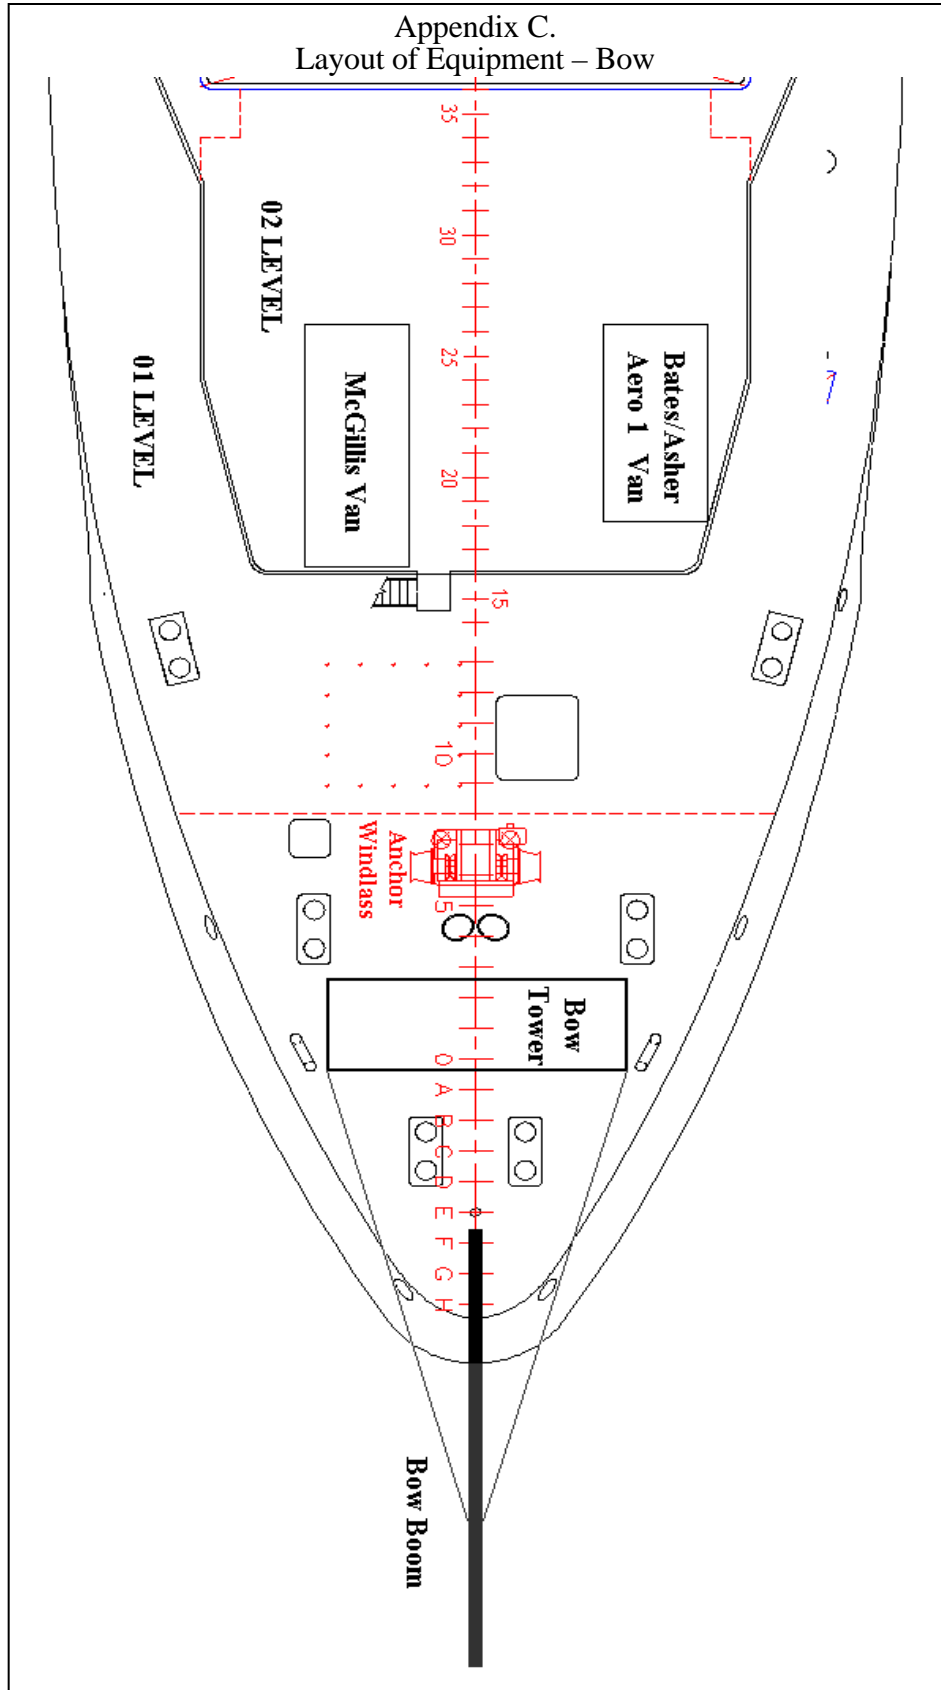 Appendix C.
Layout of Equipment – Bow
35
30
25
20
15
10
5
0
A
B
C
D
E
F
G
H
02 LEVEL
01 LEVEL
McGillis Van
Bates/Asher
Aero 1 Van
Anchor
Windlass
Bow
Tower
Bow Boom